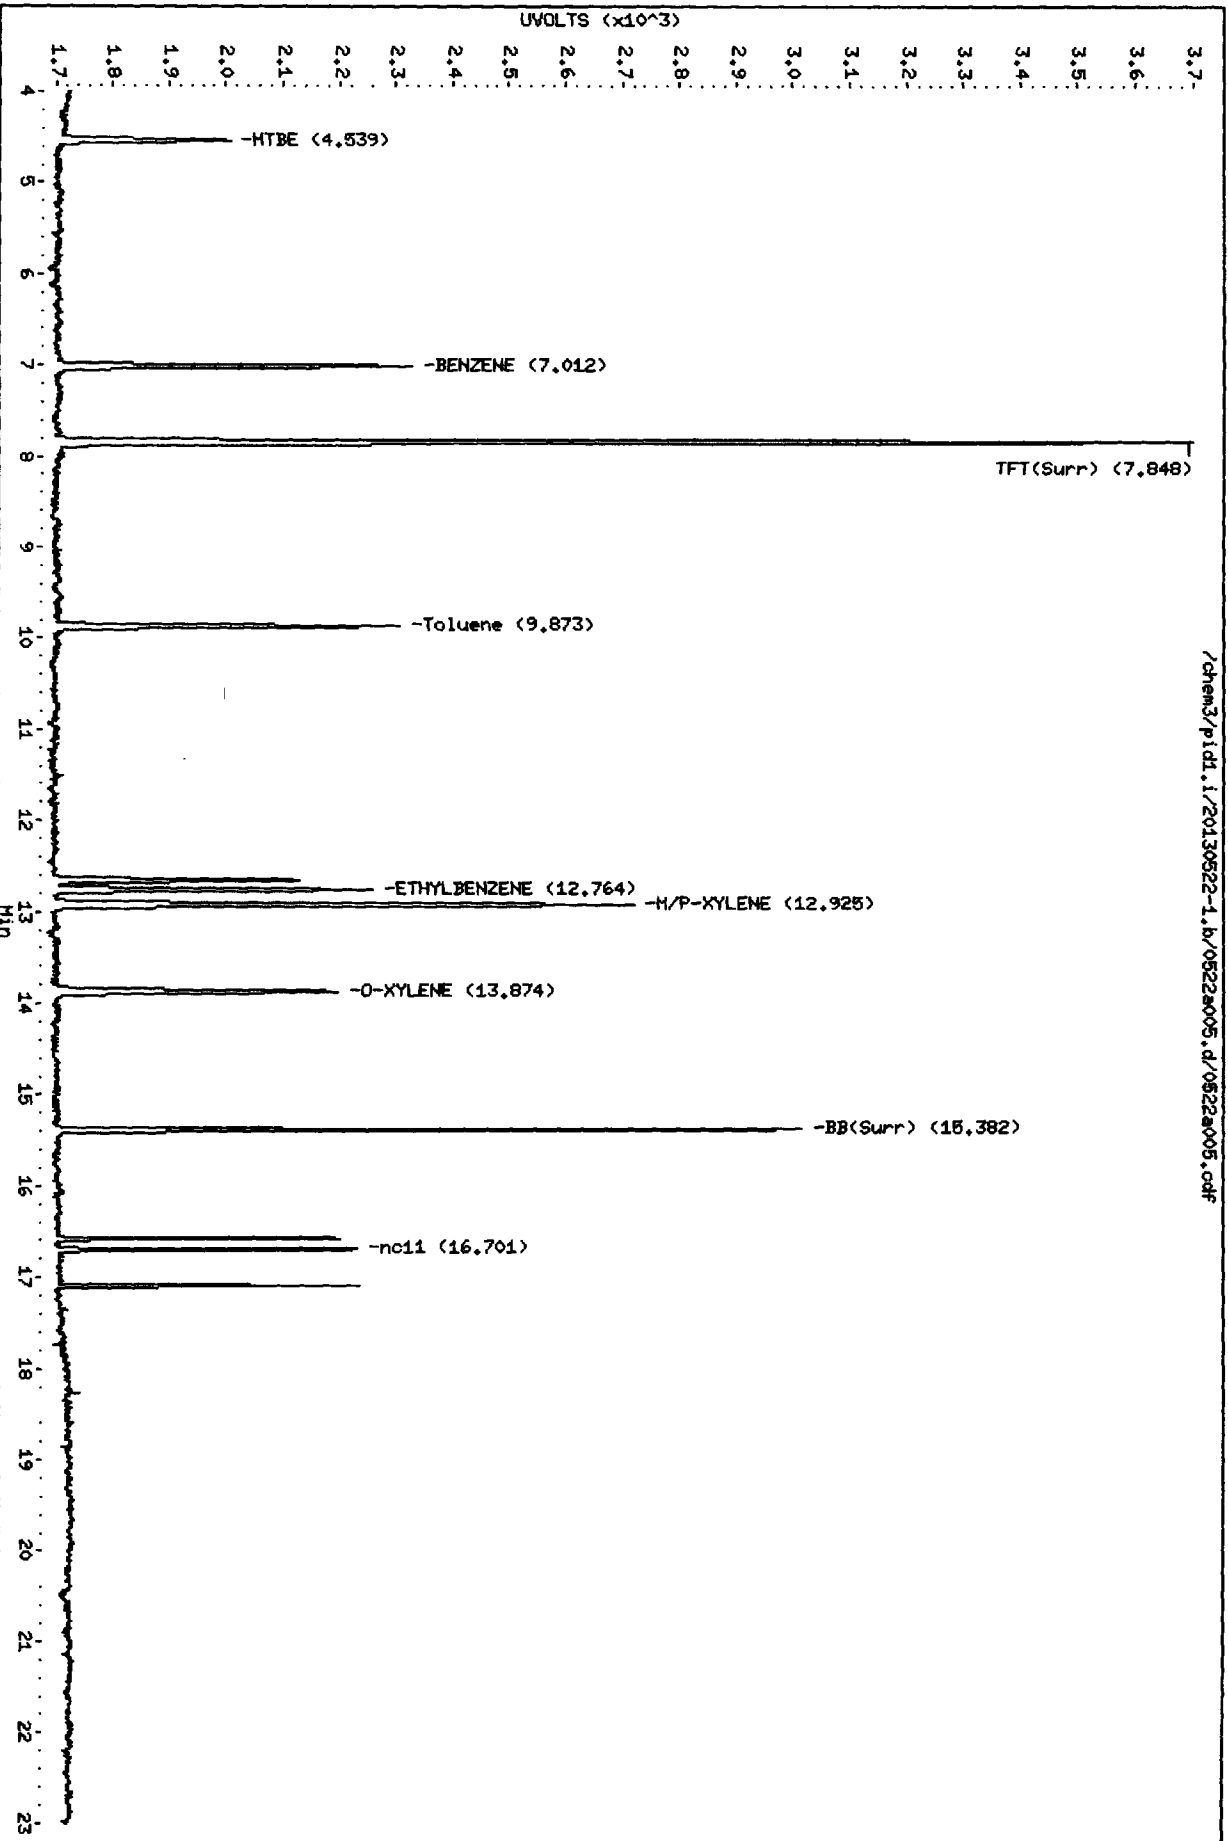 /chem3/pid1.i/20130522-1.b/0522a005.d/0522a005.cdf
UVOLTS (x10^3)
3.7
3.6
3.5
3.4
3.3
3.2
3.1
3.0
2.9
2.8
2.7
2.6
2.5
2.4
2.3
2.2
2.1
2.0
1.9
1.8
1.7
-MTBE (4.539)
-BENZENE (7.012)
TFT(Surr) (7.848)
-Toluene (9.873)
-ETHYLBENZENE (12.764)
-M/P-XYLENE (12.925)
-O-XYLENE (13.874)
-BB(Surr) (15.382)
-nc11 (16.701)
4 5 6 7 8 9 10 11 12 13 14 15 16 17 18 19 20 21 22 23
Min